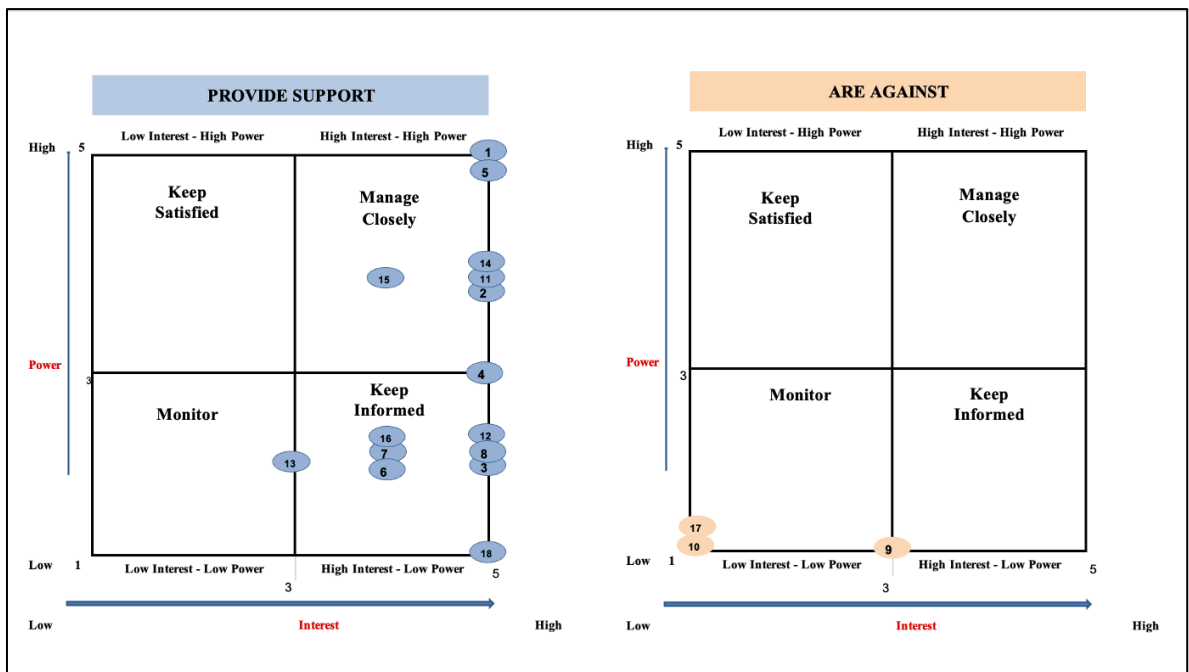 PROVIDE SUPPORT
Low Interest - High Power
High Interest - High Power
High
5
1
5
Keep
Satisfied
Manage
Closely
14
15
11
2
Power
3
4
Monitor
Keep
Informed
16
12
7
8
13
6
3
18
Low
1
Low Interest - Low Power
High Interest - Low Power
5
3
Low
Interest
High
ARE AGAINST
Low Interest - High Power
High Interest - High Power
High
5
Keep
Satisfied
Manage
Closely
Power
3
Monitor
Keep
Informed
17
10
9
Low
1
Low Interest - Low Power
High Interest - Low Power
5
3
Low
Interest
High